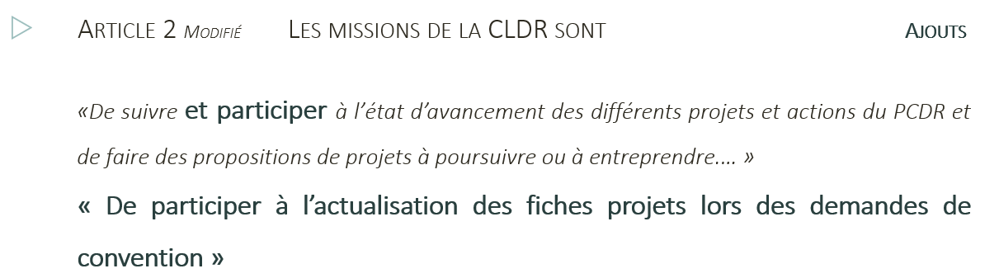 ARTICLE 2 MODIFIÉ LES MISSIONS DE LA CLDR SONT AJOUTS
«De suivre et participer à l’état d’avancement des différents projets et actions du PCDR et
de faire des propositions de projets à poursuivre ou à entreprendre.... »
« De participer à l’actualisation des fiches projets lors des demandes de
convention »